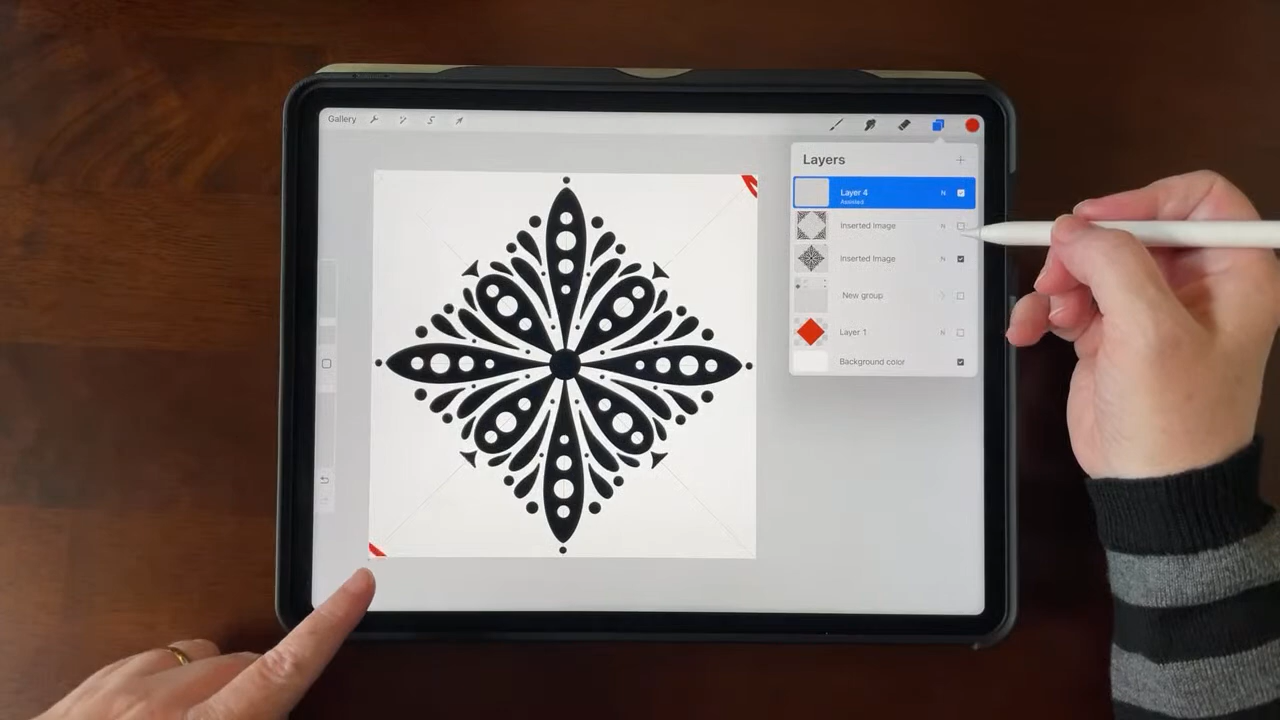 Gallery
Layers
Layer 4
N
Assisted
Inserted Image
N
Inserted Image
N
New group
Layer 1
N
Background color